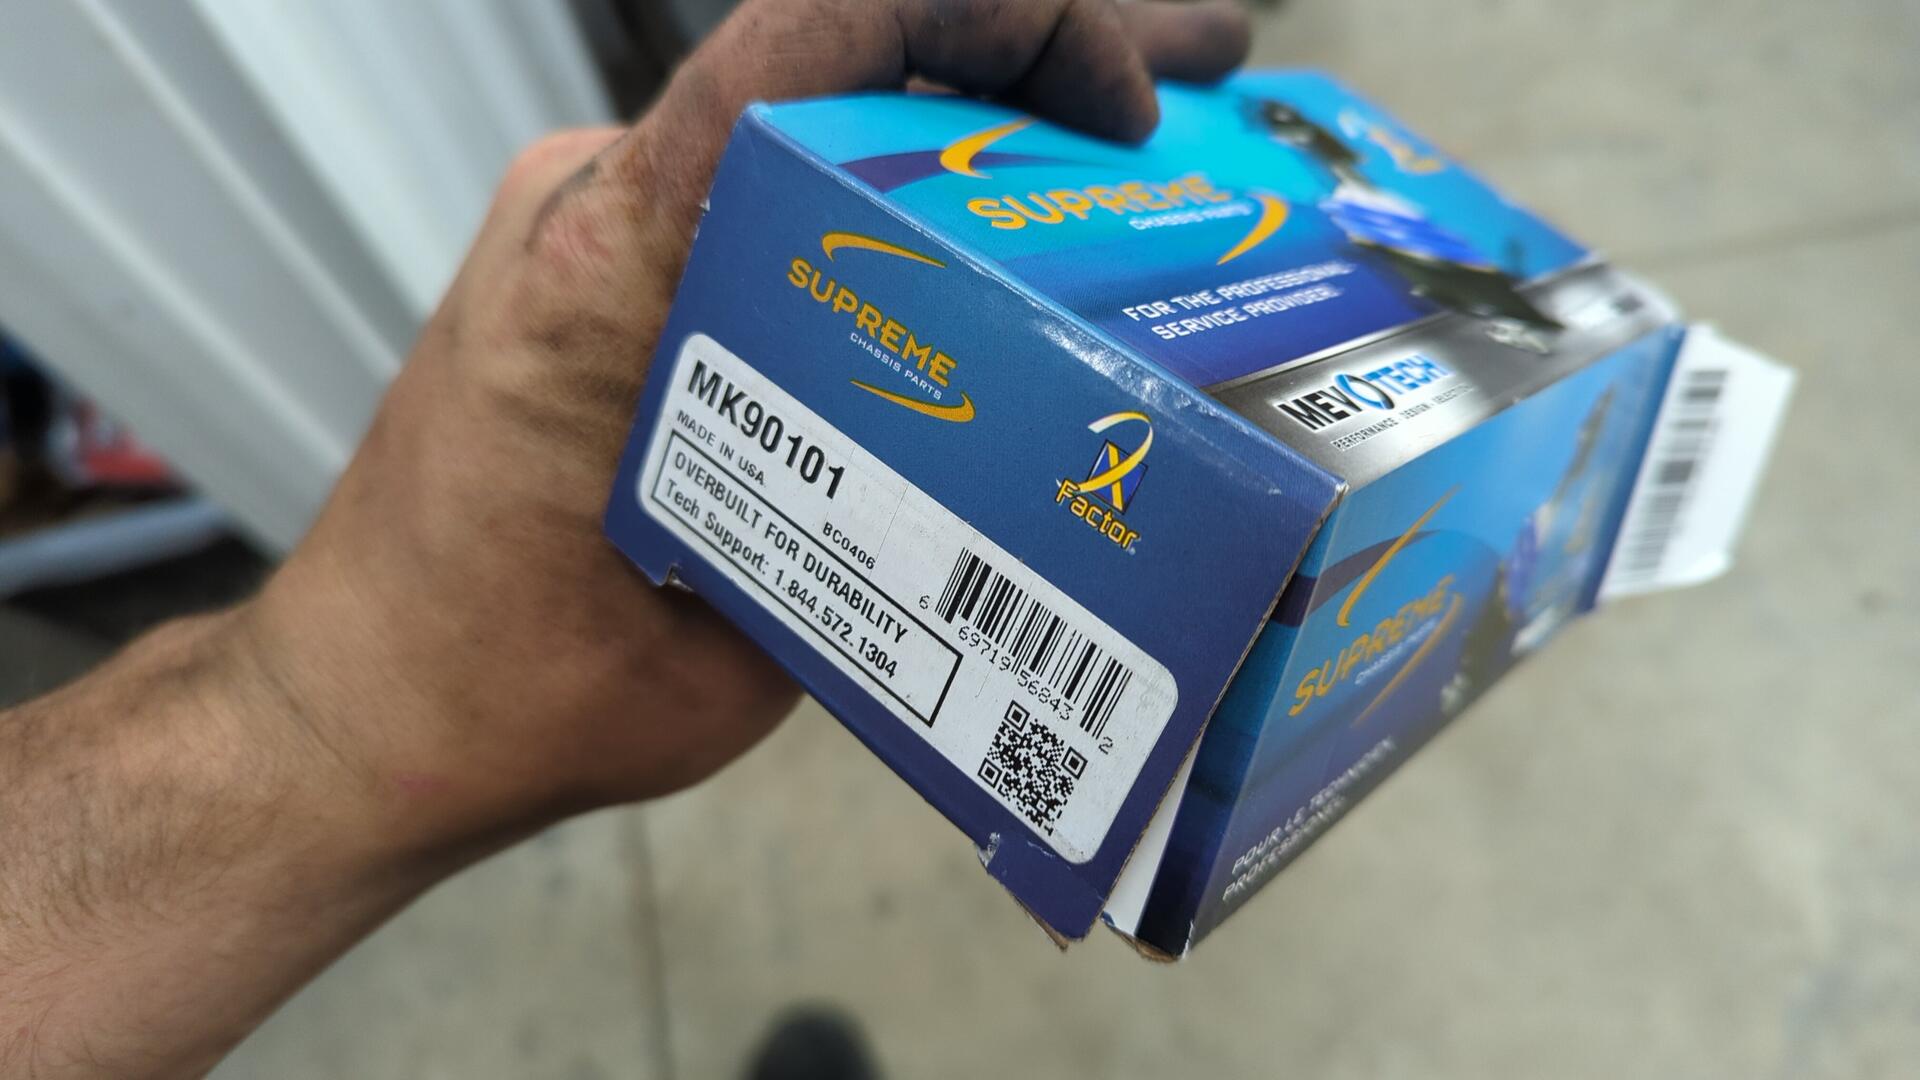 SUPREME
CHASSIS PARTS
FOR THE PROFESSIONAL
SERVICE PROVIDER.
MEVOTECH
PERFORMANCE. DESIGN.
SUPREME
CHASSIS PARTS
X
Factor
MK90101
MADE IN USA
BC0406
OVERBUILT FOR DURABILITY
Tech Support: 1.844.572.1304
6 69719 56843 2
SUPREME
CHASSIS PARTS
POUR LE TECHNICIEN
PROFESSIONNEL